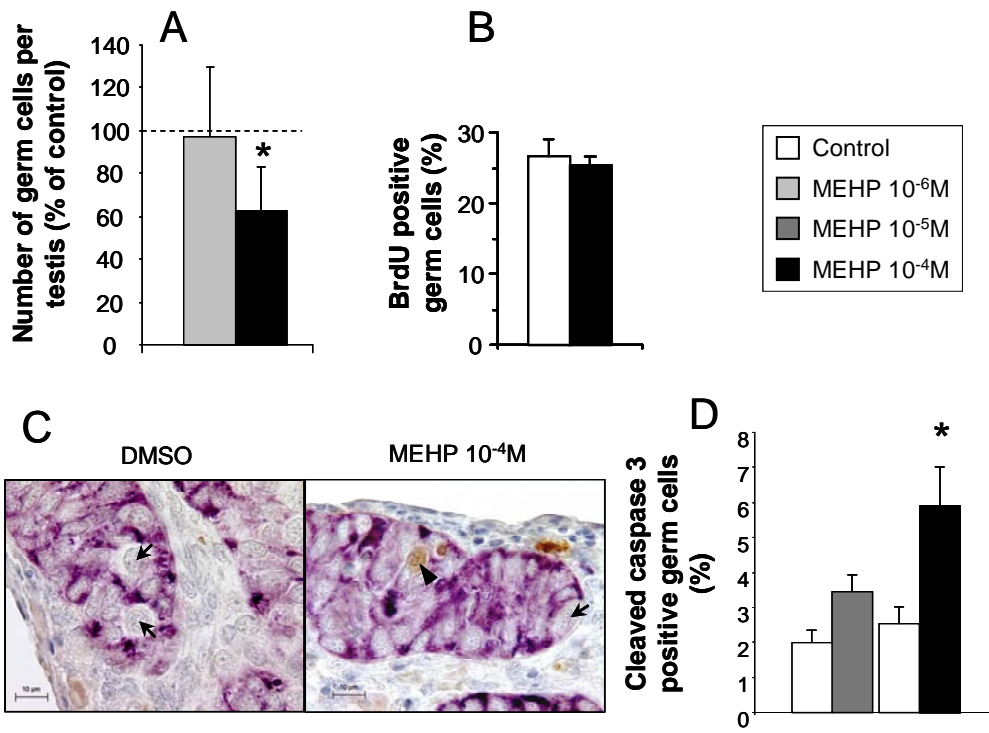 A
Number of germ cells per
testis (% of control)
140
120
100
80
60
40
20
0
*
B
BrdU positive
germ cells (%)
30
20
10
0
Control
MEHP 10⁻⁶M
MEHP 10⁻⁵M
MEHP 10⁻⁴M
C
DMSO
MEHP 10⁻⁴M
10 µm
10 µm
D
Cleaved caspase 3
positive germ cells
(%)
8
7
6
5
4
3
2
1
0
*